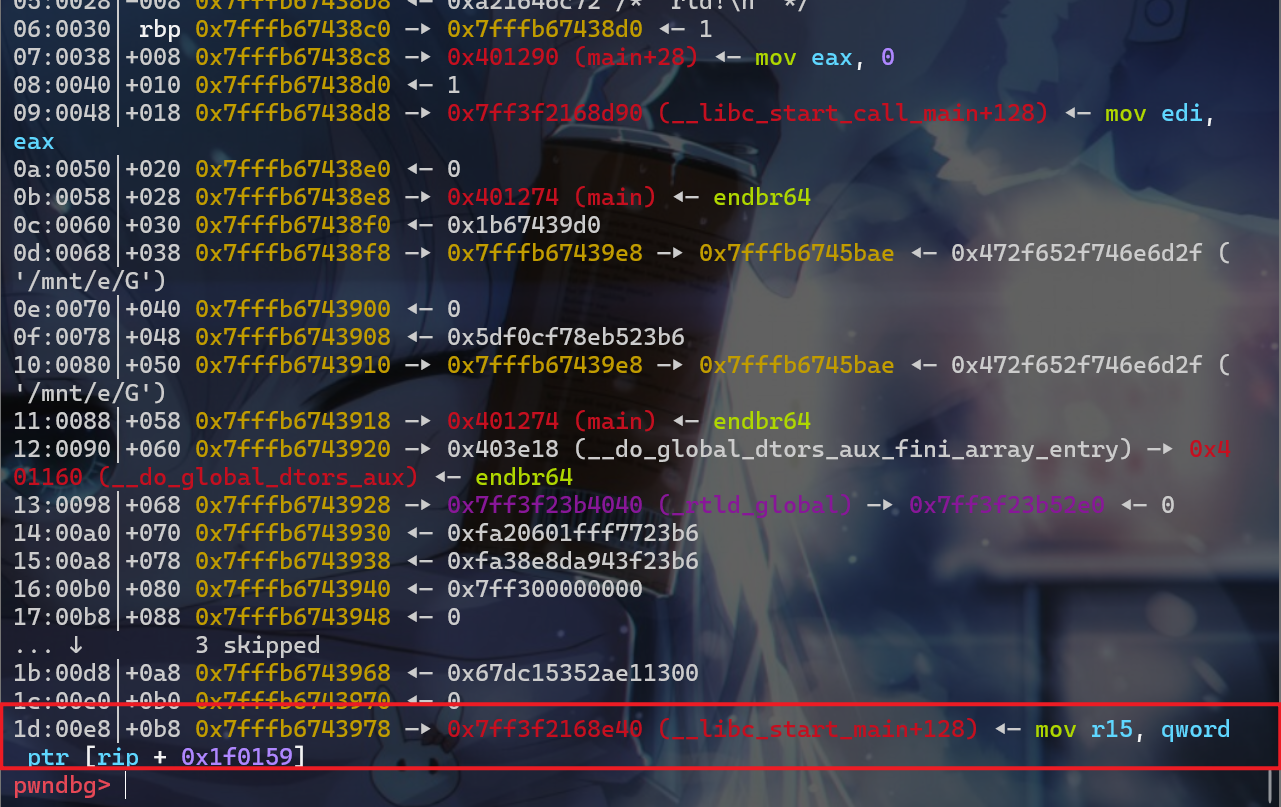 05:0028│-008 0x7fffb67438b8 ◂— 0xa21646c72 /* 'rld!\n' */
06:0030│ rbp 0x7fffb67438c0 —▸ 0x7fffb67438d0 ◂— 1
07:0038│+008 0x7fffb67438c8 —▸ 0x401290 (main+28) ◂— mov eax, 0
08:0040│+010 0x7fffb67438d0 ◂— 1
09:0048│+018 0x7fffb67438d8 —▸ 0x7ff3f2168d90 (__libc_start_call_main+128) ◂— mov edi,
eax
0a:0050│+020 0x7fffb67438e0 ◂— 0
0b:0058│+028 0x7fffb67438e8 —▸ 0x401274 (main) ◂— endbr64
0c:0060│+030 0x7fffb67438f0 ◂— 0x1b67439d0
0d:0068│+038 0x7fffb67438f8 —▸ 0x7fffb67439e8 —▸ 0x7fffb6745bae ◂— 0x472f652f746e6d2f (
'/mnt/e/G')
0e:0070│+040 0x7fffb6743900 ◂— 0
0f:0078│+048 0x7fffb6743908 ◂— 0x5df0cf78eb523b6
10:0080│+050 0x7fffb6743910 —▸ 0x7fffb67439e8 —▸ 0x7fffb6745bae ◂— 0x472f652f746e6d2f (
'/mnt/e/G')
11:0088│+058 0x7fffb6743918 —▸ 0x401274 (main) ◂— endbr64
12:0090│+060 0x7fffb6743920 —▸ 0x403e18 (__do_global_dtors_aux_fini_array_entry) —▸ 0x4
01160 (__do_global_dtors_aux) ◂— endbr64
13:0098│+068 0x7fffb6743928 —▸ 0x7ff3f23b4040 (_rtld_global) —▸ 0x7ff3f23b52e0 ◂— 0
14:00a0│+070 0x7fffb6743930 ◂— 0xfa20601fff7723b6
15:00a8│+078 0x7fffb6743938 ◂— 0xfa38e8da943f23b6
16:00b0│+080 0x7fffb6743940 ◂— 0x7ff300000000
17:00b8│+088 0x7fffb6743948 ◂— 0
... ↓ 3 skipped
1b:00d8│+0a8 0x7fffb6743968 ◂— 0x67dc15352ae11300
1c:00e0│+0b0 0x7fffb6743970 ◂— 0
1d:00e8│+0b8 0x7fffb6743978 —▸ 0x7ff3f2168e40 (__libc_start_main+128) ◂— mov r15, qword
ptr [rip + 0x1f0159]
pwndbg>